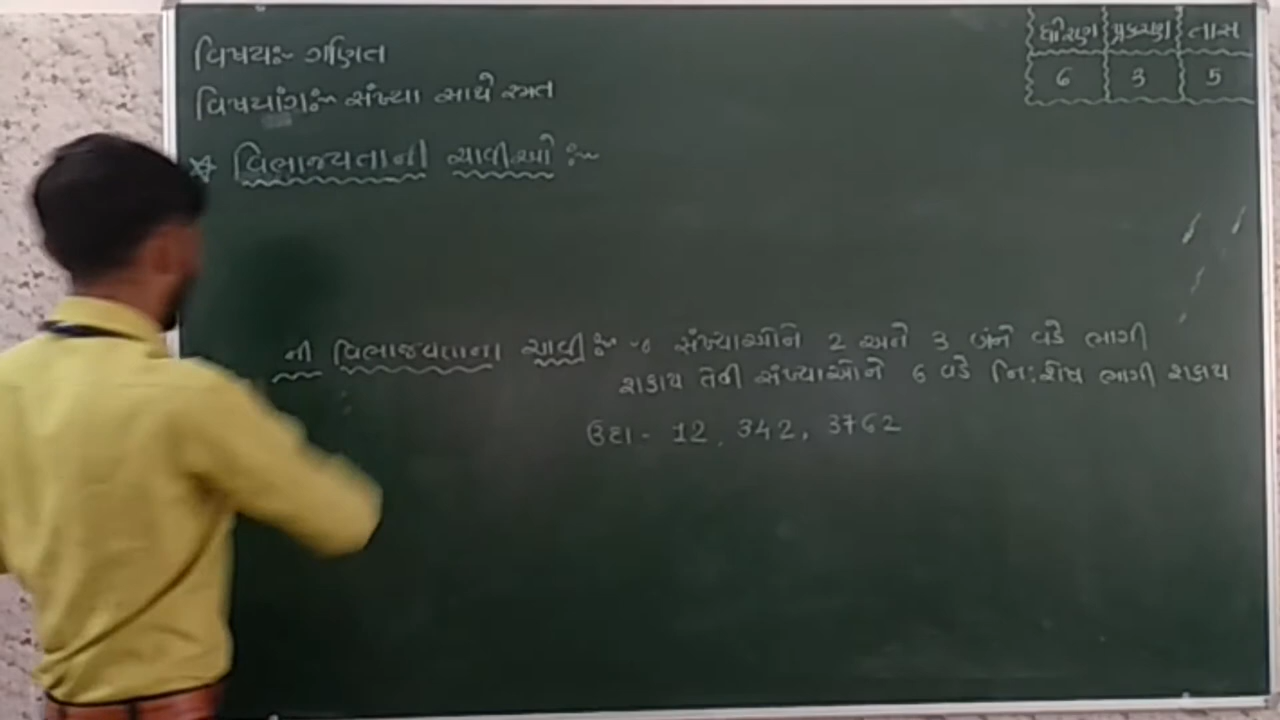 વિષયઃ- ગણિત
વિષયાંગઃ- સંખ્યા સાથે રમત
ધોરણ પ્રકરણ તાસ
6 3 5
* વિભાજ્યતાની ચાવીઓ :-
ની વિભાજયતાના ચાવી :- જે સંખ્યાઓને 2 અને 3 બંને વડે ભાગી
શકાય તેવી સંખ્યાઓને 6 વડે નિ:શેષ ભાગી શકાય
ઉદા - 12, 342, 3762